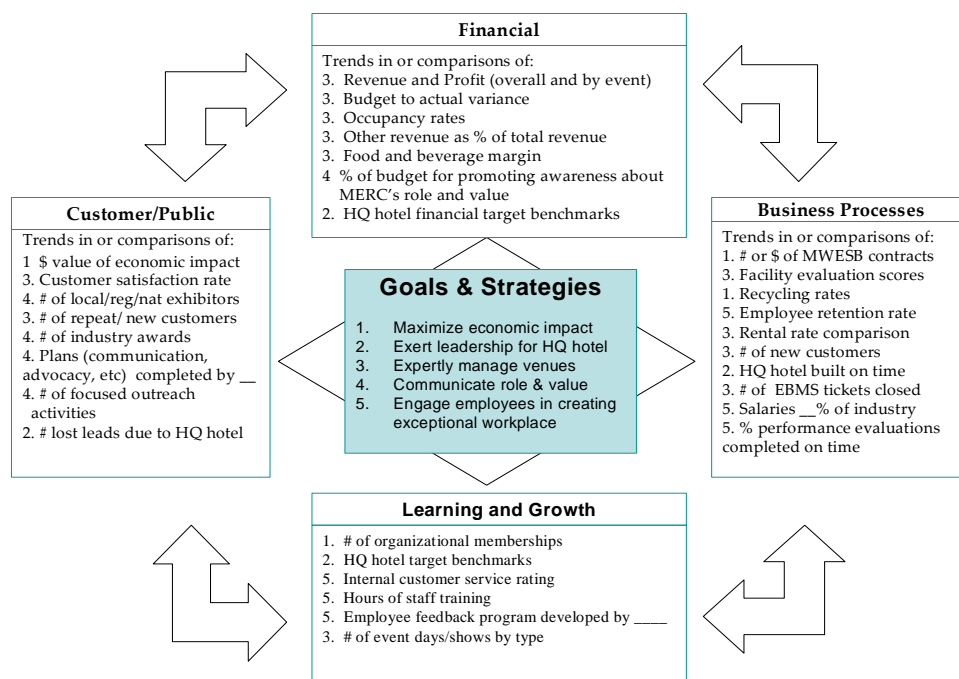 Financial
Trends in or comparisons of:
3. Revenue and Profit (overall and by event)
3. Budget to actual variance
3. Occupancy rates
3. Other revenue as % of total revenue
3. Food and beverage margin
4 % of budget for promoting awareness about
MERC’s role and value
2. HQ hotel financial target benchmarks
Customer/Public
Trends in or comparisons of:
1 $ value of economic impact
3. Customer satisfaction rate
4. # of local/reg/nat exhibitors
3. # of repeat/ new customers
4. # of industry awards
4. Plans (communication,
advocacy, etc) completed by __
4. # of focused outreach
activities
2. # lost leads due to HQ hotel
Goals & Strategies
1. Maximize economic impact
2. Exert leadership for HQ hotel
3. Expertly manage venues
4. Communicate role & value
5. Engage employees in creating
exceptional workplace
Business Processes
Trends in or comparisons of:
1. # or $ of MWESB contracts
3. Facility evaluation scores
1. Recycling rates
5. Employee retention rate
3. Rental rate comparison
3. # of new customers
2. HQ hotel built on time
3. # of EBMS tickets closed
5. Salaries __% of industry
5. % performance evaluations
completed on time
Learning and Growth
1. # of organizational memberships
2. HQ hotel target benchmarks
5. Internal customer service rating
5. Hours of staff training
5. Employee feedback program developed by ____
3. # of event days/shows by type